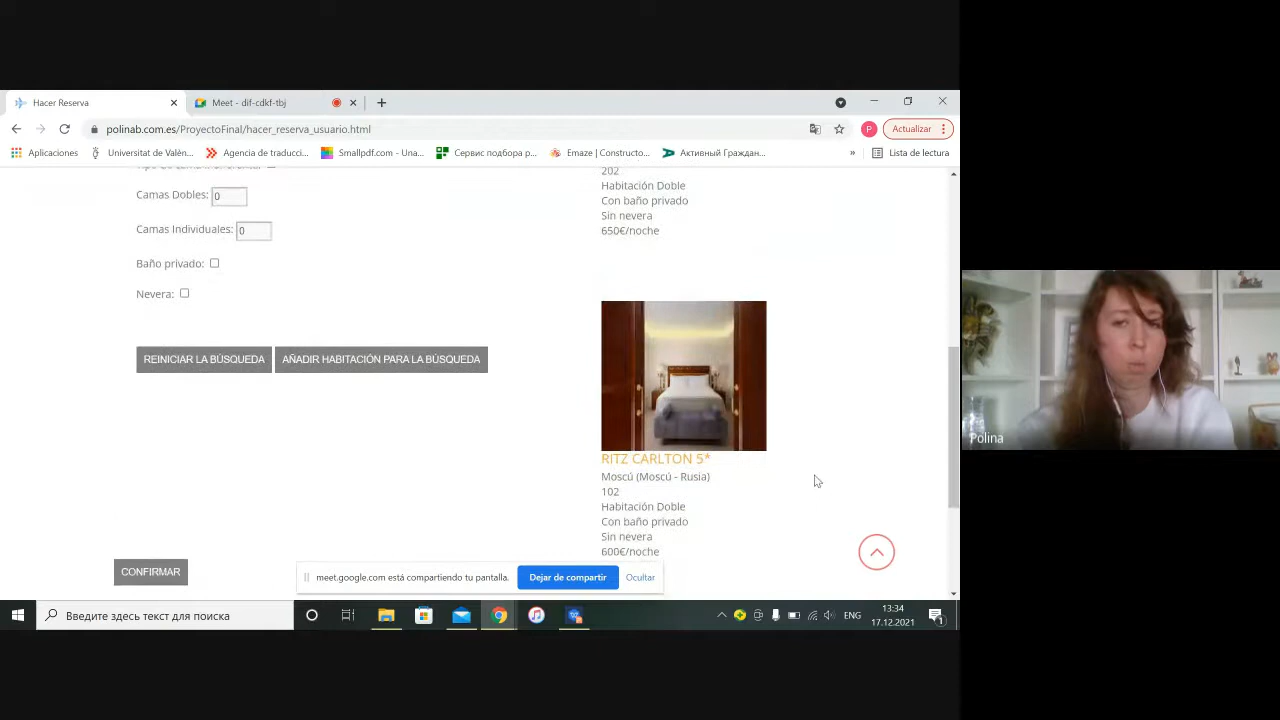 Hacer Reserva
Meet - dif-cdkf-tbj
polinab.com.es/ProyectoFinal/hacer_reserva_usuario.html
P
Actualizar
Aplicaciones
Universitat de Valén...
Agencia de traducci...
Smallpdf.com - Una...
Сервис подбора р...
Emaze | Constructo...
Активный Граждан...
»
Lista de lectura
Camas Dobles: 0
Camas Individuales: 0
Baño privado:
Nevera:
REINICIAR LA BÚSQUEDA
AÑADIR HABITACIÓN PARA LA BÚSQUEDA
CONFIRMAR
202
Habitación Doble
Con baño privado
Sin nevera
650€/noche
RITZ CARLTON 5*
Moscú (Moscú - Rusia)
102
Habitación Doble
Con baño privado
Sin nevera
600€/noche
meet.google.com está compartiendo tu pantalla.
Dejar de compartir
Ocultar
Polina
Введите здесь текст для поиска
ENG
13:34
17.12.2021
1